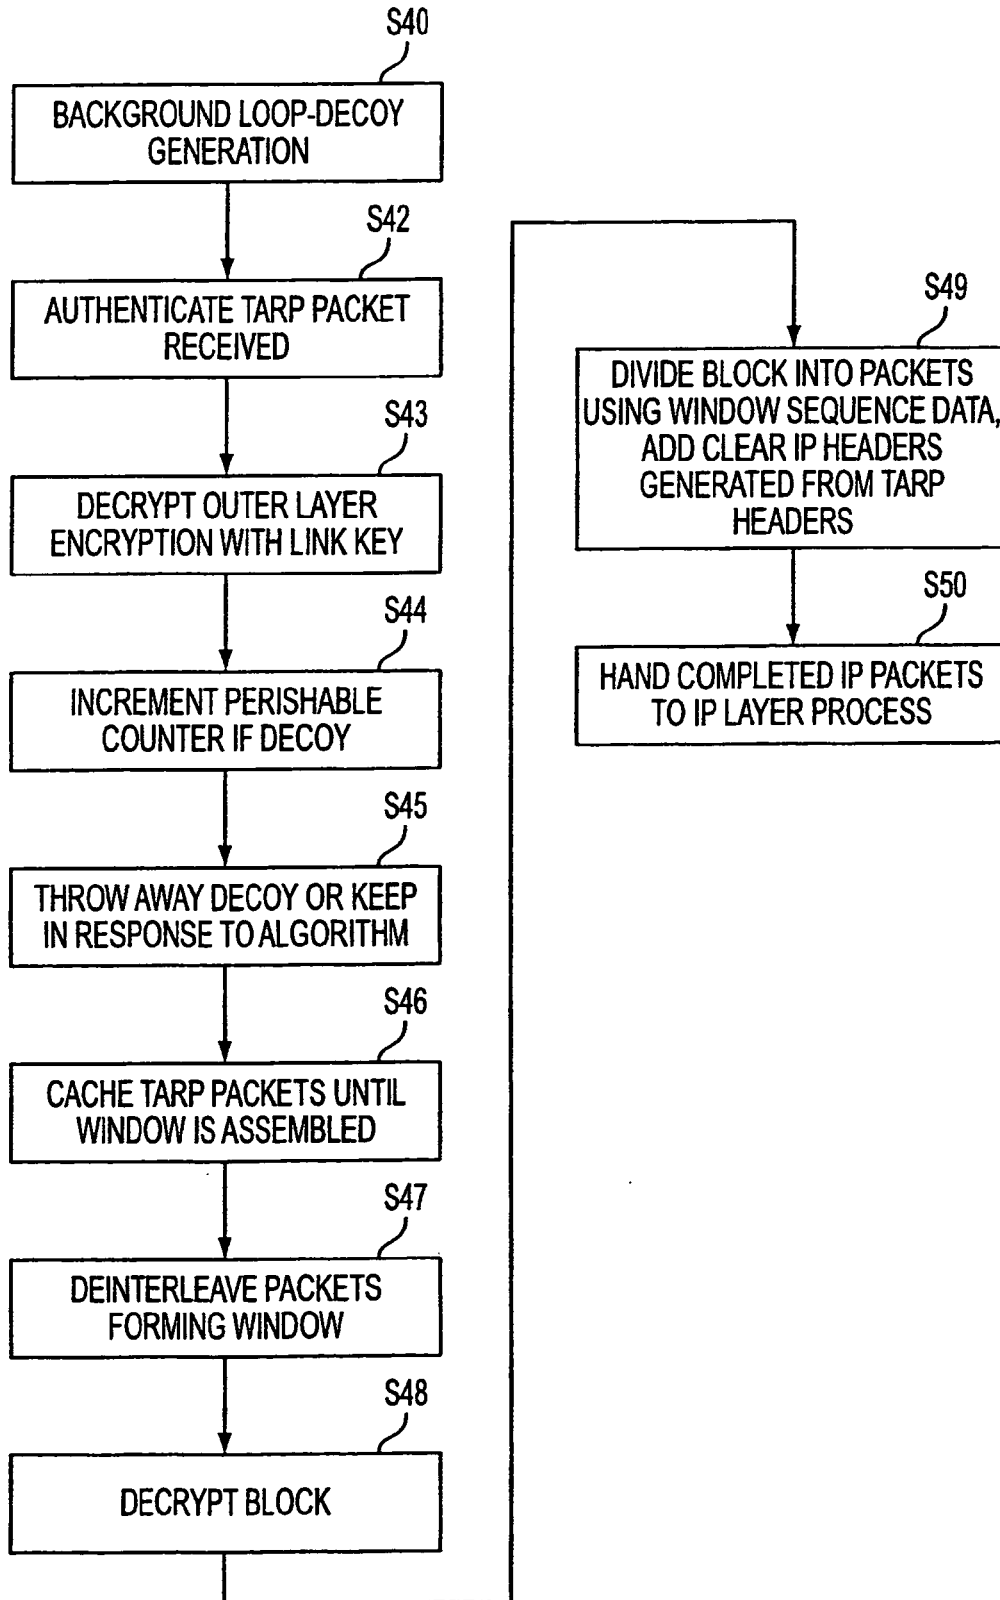 S40
BACKGROUND LOOP-DECOY
GENERATION
S42
AUTHENTICATE TARP PACKET
RECEIVED
S43
DECRYPT OUTER LAYER
ENCRYPTION WITH LINK KEY
S44
INCREMENT PERISHABLE
COUNTER IF DECOY
S45
THROW AWAY DECOY OR KEEP
IN RESPONSE TO ALGORITHM
S46
CACHE TARP PACKETS UNTIL
WINDOW IS ASSEMBLED
S47
DEINTERLEAVE PACKETS
FORMING WINDOW
S48
DECRYPT BLOCK
S49
DIVIDE BLOCK INTO PACKETS
USING WINDOW SEQUENCE DATA,
ADD CLEAR IP HEADERS
GENERATED FROM TARP
HEADERS
S50
HAND COMPLETED IP PACKETS
TO IP LAYER PROCESS